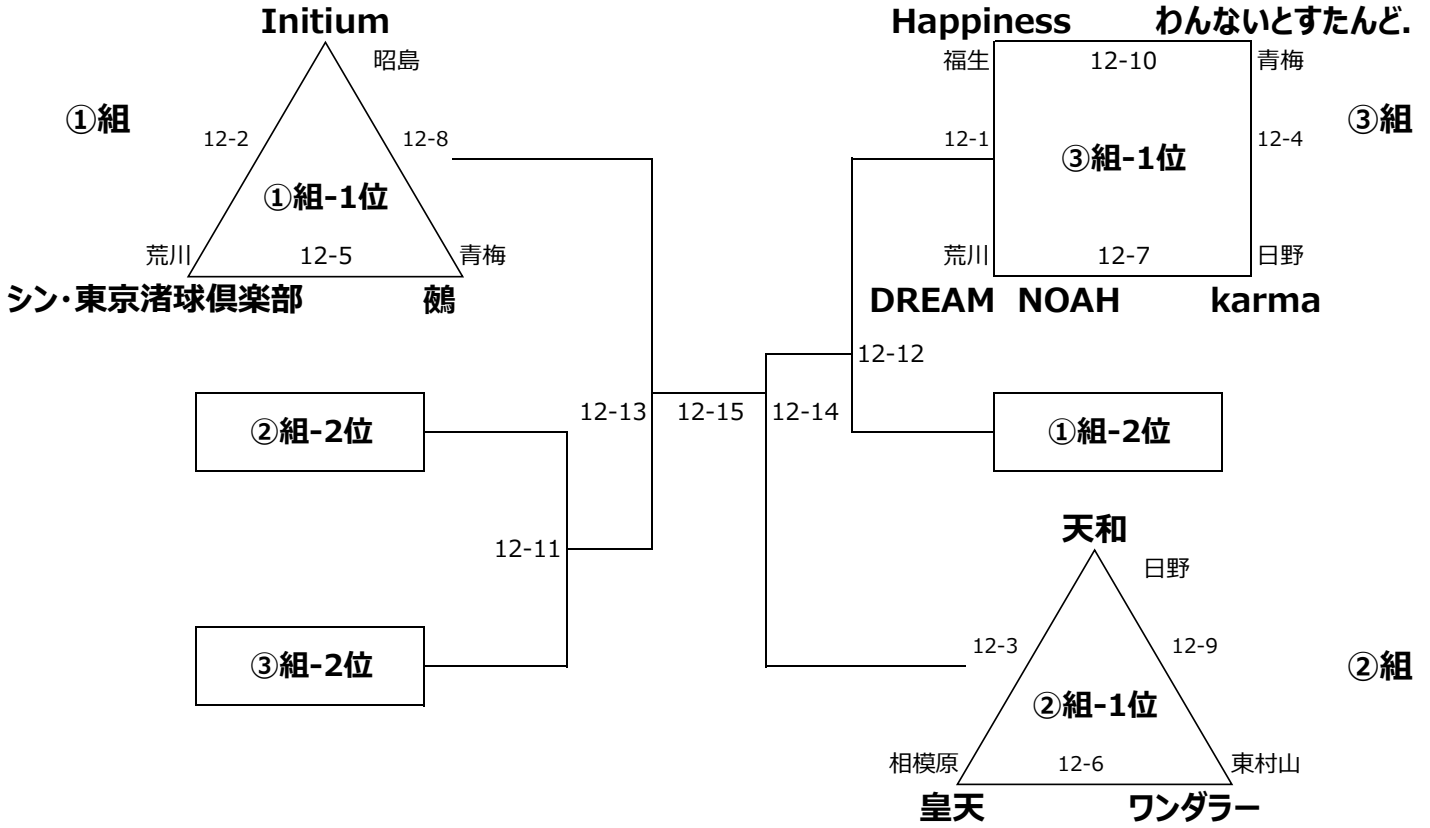 Initium
Happiness
わんないとすたんど.
昭島
福生
12-10
青梅
①組
③組
12-2
12-8
12-1
12-4
③組-1位
①組-1位
荒川
12-5
青梅
荒川
12-7
日野
シン・東京渚球倶楽部
鵺
DREAM NOAH
karma
12-12
12-13
12-15
12-14
②組-2位
①組-2位
天和
12-11
日野
12-3
12-9
③組-2位
②組
②組-1位
相模原
12-6
東村山
皇天
ワンダラー